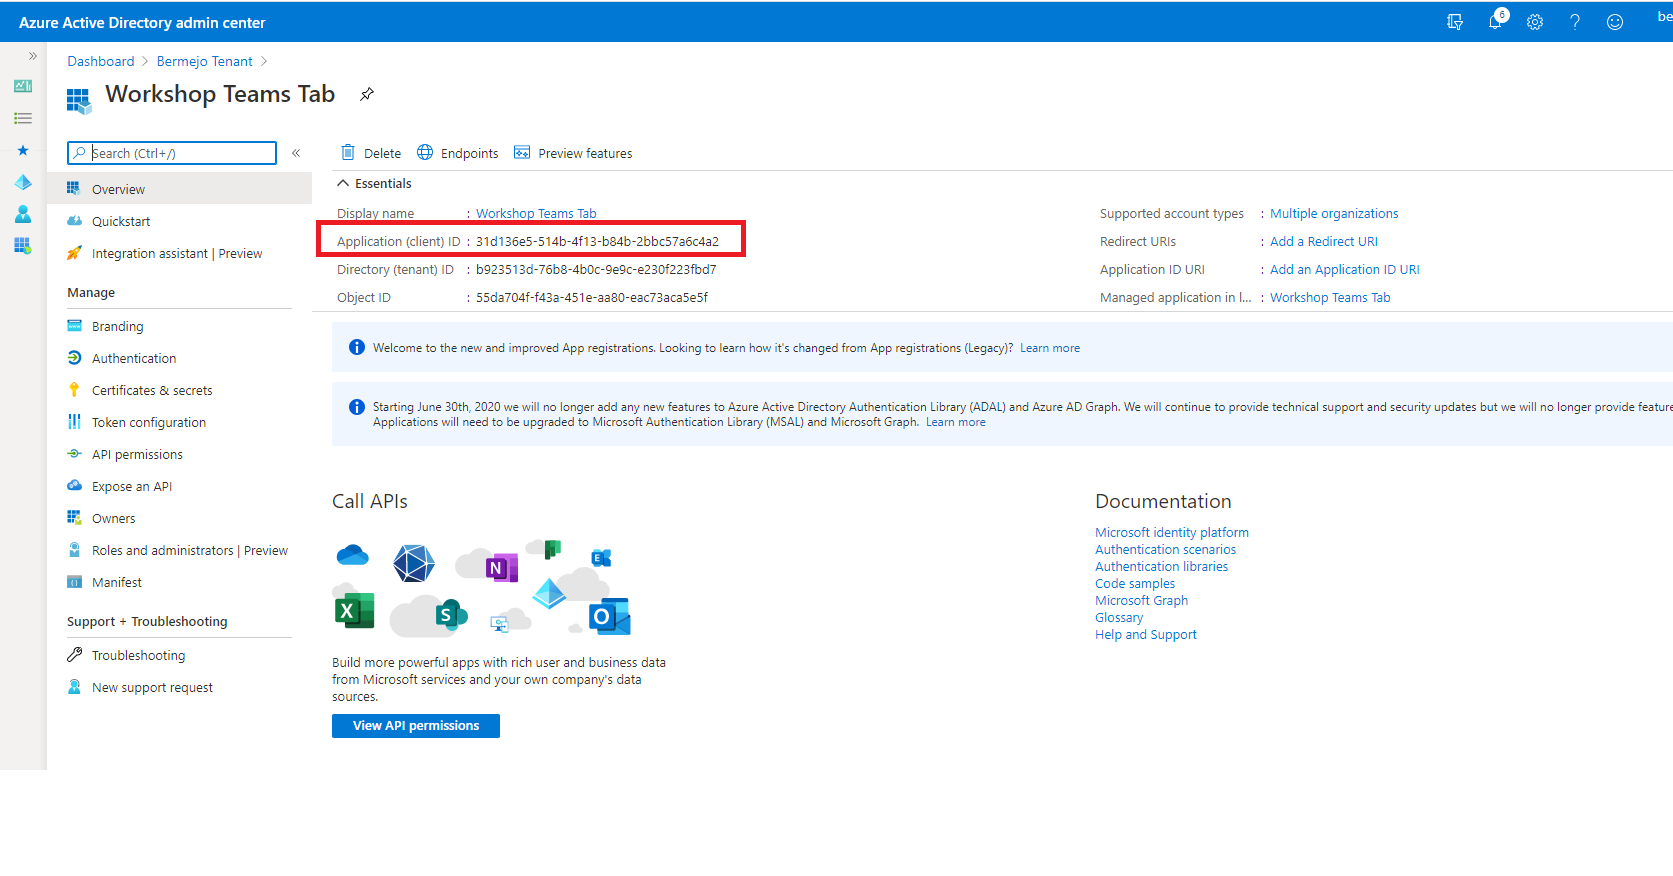 Azure Active Directory admin center
6
be
Dashboard > Bermejo Tenant >
Workshop Teams Tab
Search (Ctrl+/)
«
Overview
Quickstart
Integration assistant | Preview
Manage
Branding
Authentication
Certificates & secrets
Token configuration
API permissions
Expose an API
Owners
Roles and administrators | Preview
Manifest
Support + Troubleshooting
Troubleshooting
New support request
Delete
Endpoints
Preview features
Essentials
Display name : Workshop Teams Tab
Application (client) ID : 31d136e5-514b-4f13-b84b-2bbc57a6c4a2
Directory (tenant) ID : b923513d-76b8-4b0c-9e9c-e230f223fbd7
Object ID : 55da704f-f43a-451e-aa80-eac73aca5e5f
Supported account types : Multiple organizations
Redirect URIs : Add a Redirect URI
Application ID URI : Add an Application ID URI
Managed application in l... : Workshop Teams Tab
Welcome to the new and improved App registrations. Looking to learn how it's changed from App registrations (Legacy)? Learn more
Starting June 30th, 2020 we will no longer add any new features to Azure Active Directory Authentication Library (ADAL) and Azure AD Graph. We will continue to provide technical support and security updates but we will no longer provide feature
Applications will need to be upgraded to Microsoft Authentication Library (MSAL) and Microsoft Graph. Learn more
Call APIs
N
E
X
S
O
Build more powerful apps with rich user and business data
from Microsoft services and your own company's data
sources.
View API permissions
Documentation
Microsoft identity platform
Authentication scenarios
Authentication libraries
Code samples
Microsoft Graph
Glossary
Help and Support